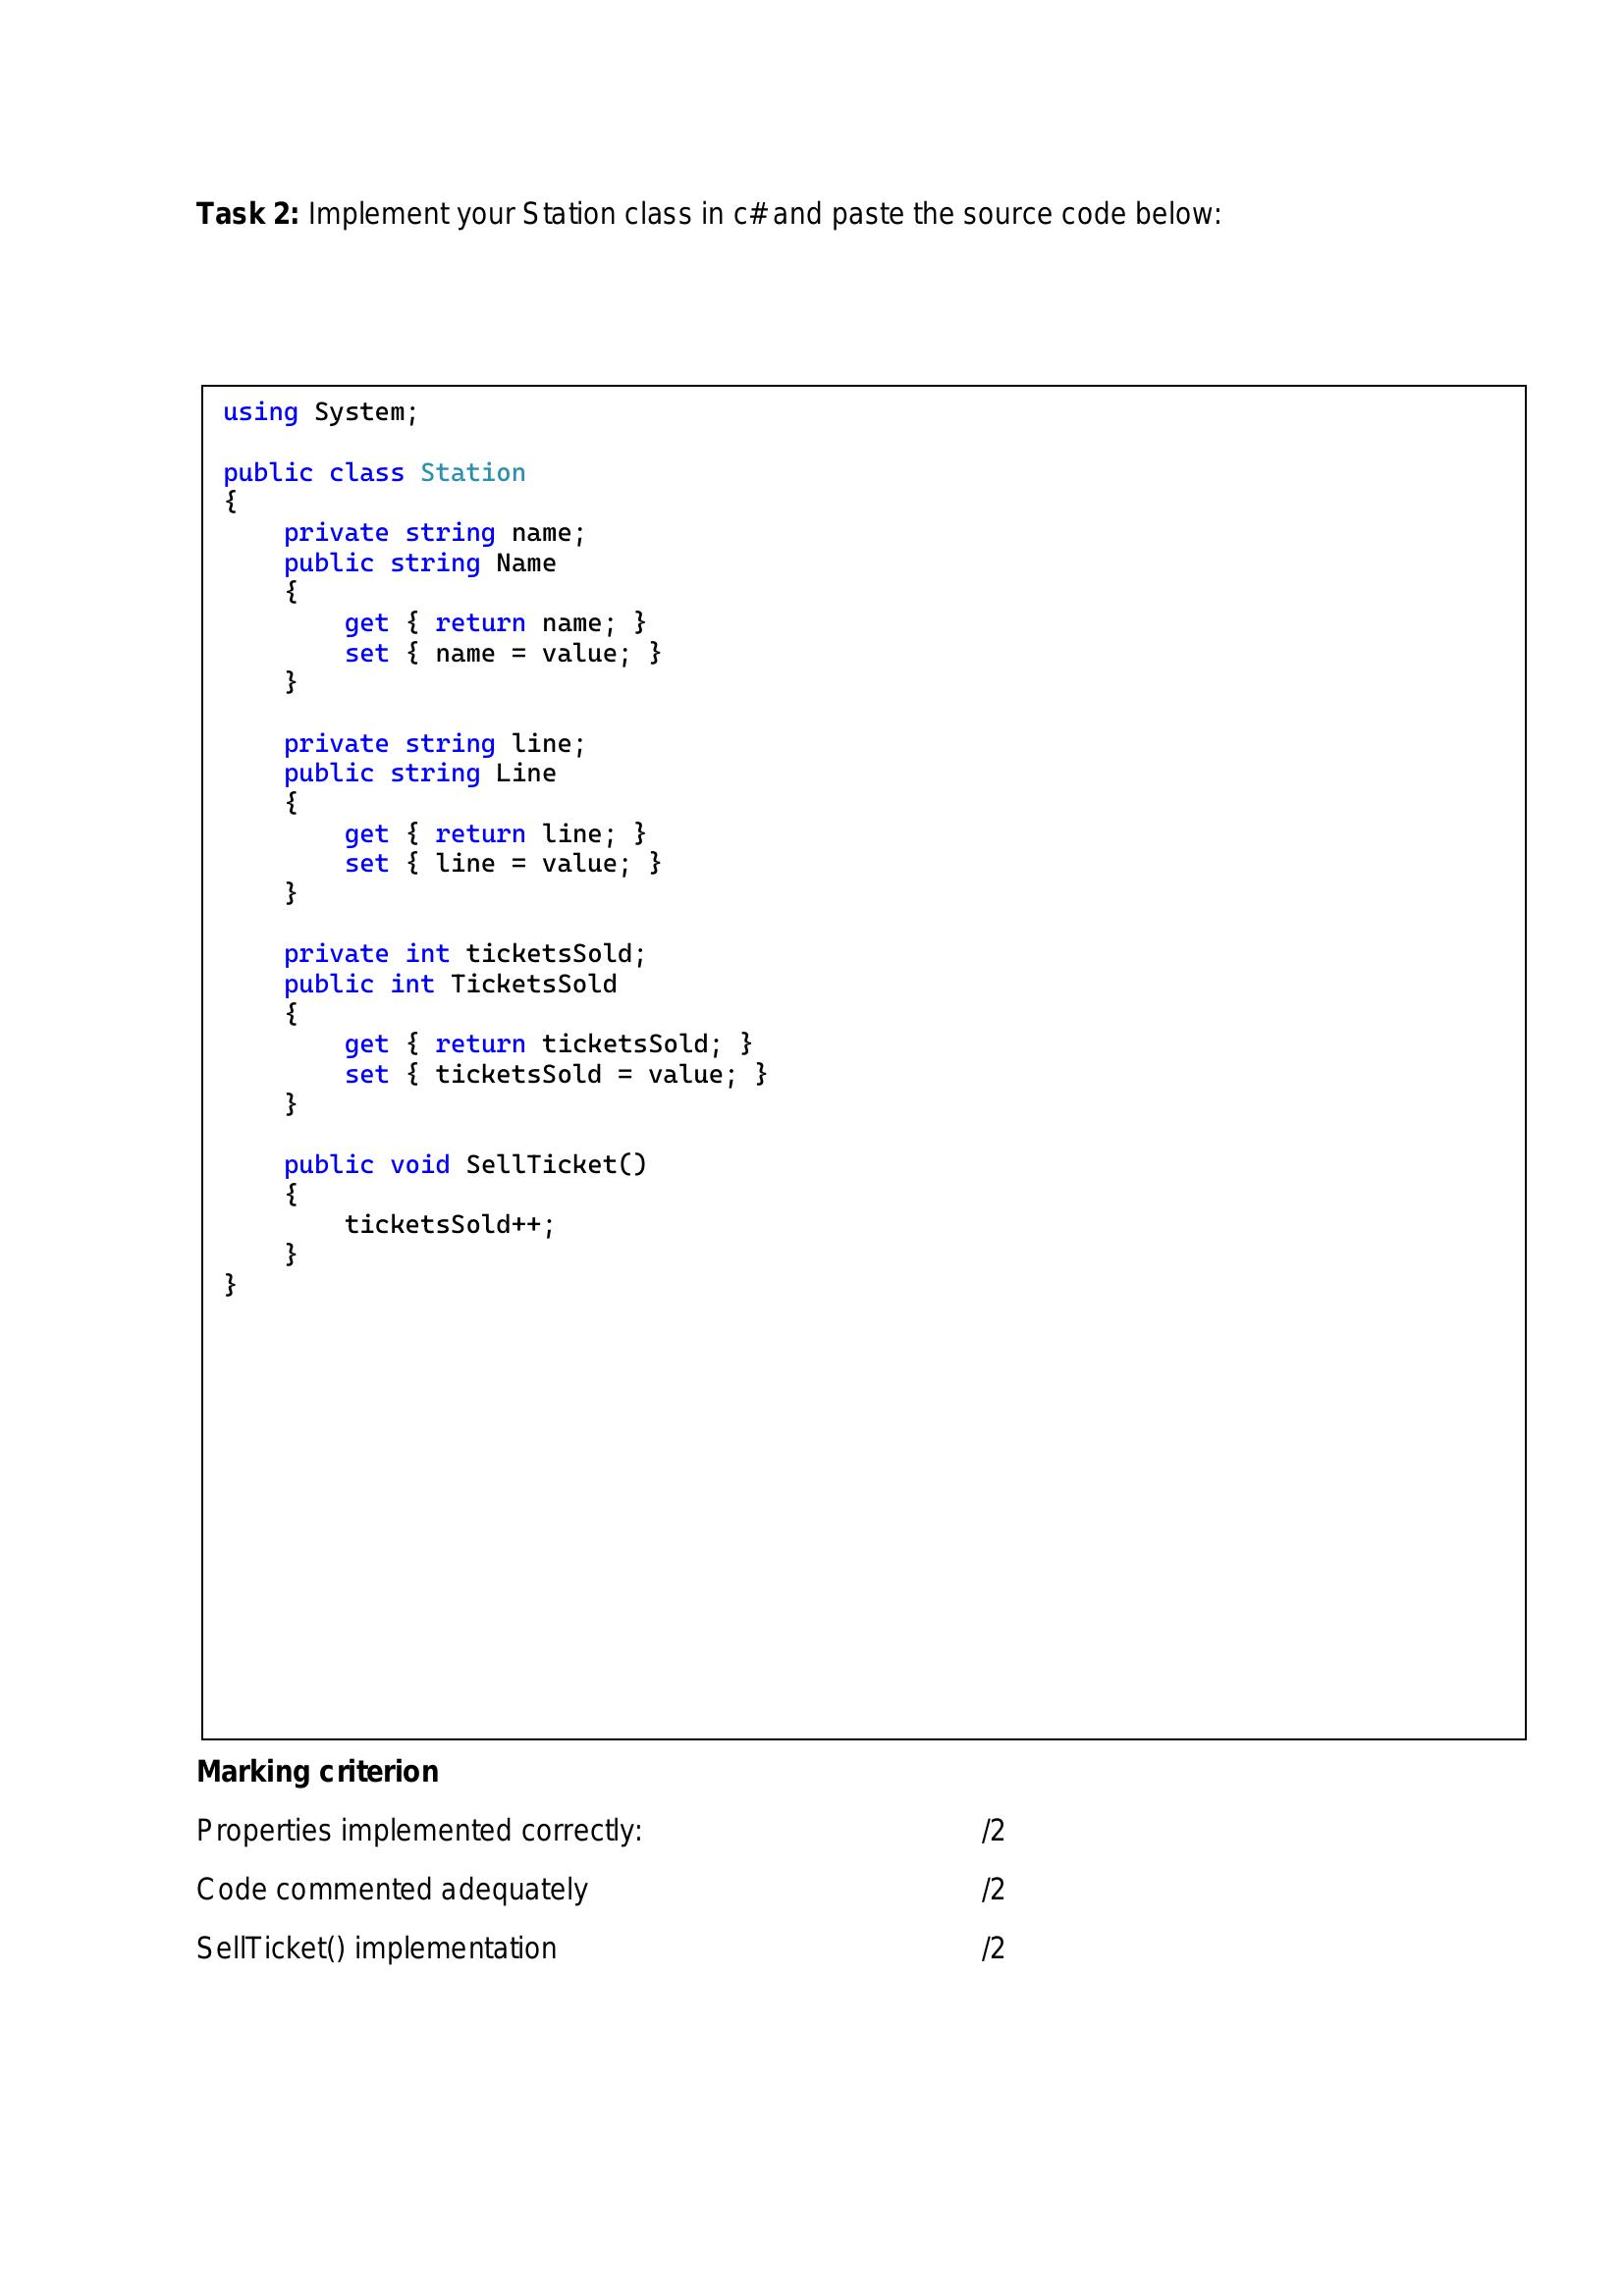 Task 2: Implement your Station class in c# and paste the source code below:
using System;
public class Station
{
    private string name;
    public string Name
    {
        get { return name; }
        set { name = value; }
    }
    private string line;
    public string Line
    {
        get { return line; }
        set { line = value; }
    }
    private int ticketsSold;
    public int TicketsSold
    {
        get { return ticketsSold; }
        set { ticketsSold = value; }
    }
    public void SellTicket()
    {
        ticketsSold++;
    }
}
Marking criterion
Properties implemented correctly: /2
Code commented adequately /2
SellTicket() implementation /2